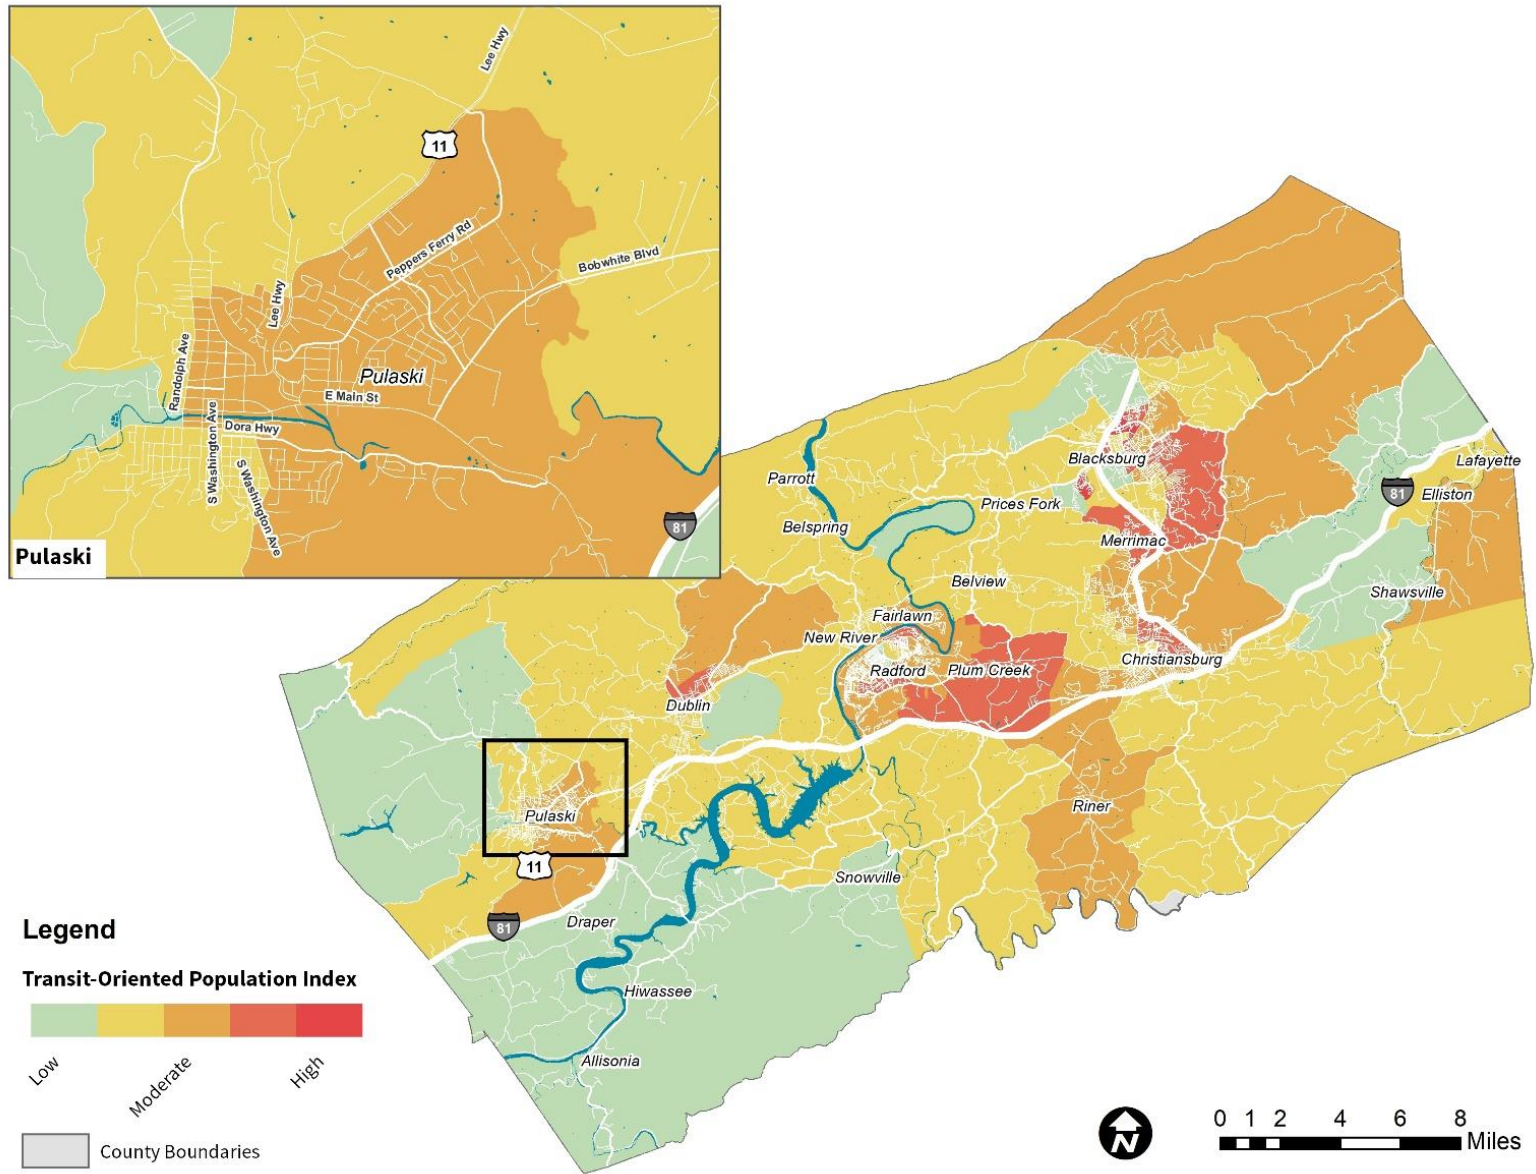 Lee Hwy
11
Peppers Ferry Rd
Bobwhite Blvd
Lee Hwy
Randolph Ave
Pulaski
E Main St
S Washington Ave
Dora Hwy
S Washington Ave
81
Pulaski
Blacksburg
Lafayette
Parrott
81
Elliston
Prices Fork
Belspring
Merrimac
Belview
Shawsville
Fairlawn
New River
Christiansburg
Radford
Plum Creek
Dublin
Riner
Pulaski
11
Snowville
Draper
81
Hiwassee
Allisonia
Legend
Transit-Oriented Population Index
Low
Moderate
High
County Boundaries
N
0 1 2 4 6 8
Miles